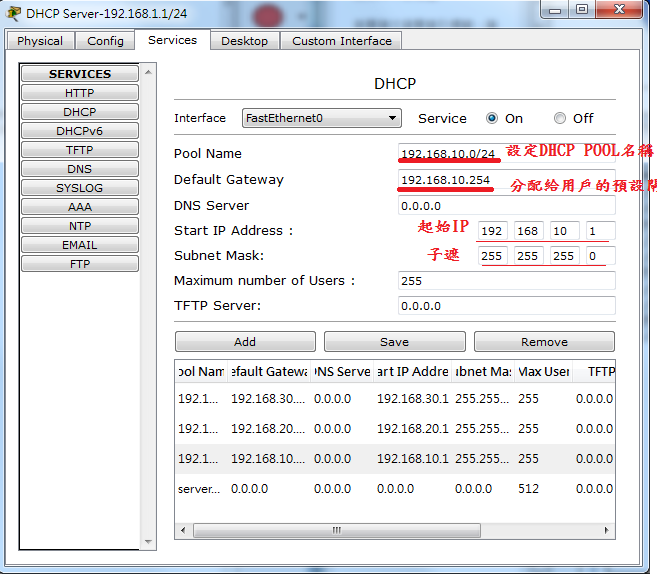 DHCP Server-192.168.1.1/24
Physical Config Services Desktop Custom Interface
SERVICES
HTTP
DHCP
DHCPv6
TFTP
DNS
SYSLOG
AAA
NTP
EMAIL
FTP
DHCP
Interface FastEthernet0 Service On Off
Pool Name 192.168.10.0/24 設定DHCP POOL名稱
Default Gateway 192.168.10.254 分配給用戶的預設閘
DNS Server 0.0.0.0
Start IP Address : 起始IP 192 168 10 1
Subnet Mask: 子遮 255 255 255 0
Maximum number of Users : 255
TFTP Server: 0.0.0.0
Add Save Remove
ool Nam efault Gatewa NS Serve art IP Addre bnet Mas Max User TFTP
192.1... 192.168.30.... 0.0.0.0 192.168.30.1 255.255... 255 0.0.0.0
192.1... 192.168.20.... 0.0.0.0 192.168.20.1 255.255... 255 0.0.0.0
192.1... 192.168.10.... 0.0.0.0 192.168.10.1 255.255... 255 0.0.0.0
server... 0.0.0.0 0.0.0.0 0.0.0.0 0.0.0.0 512 0.0.0.0